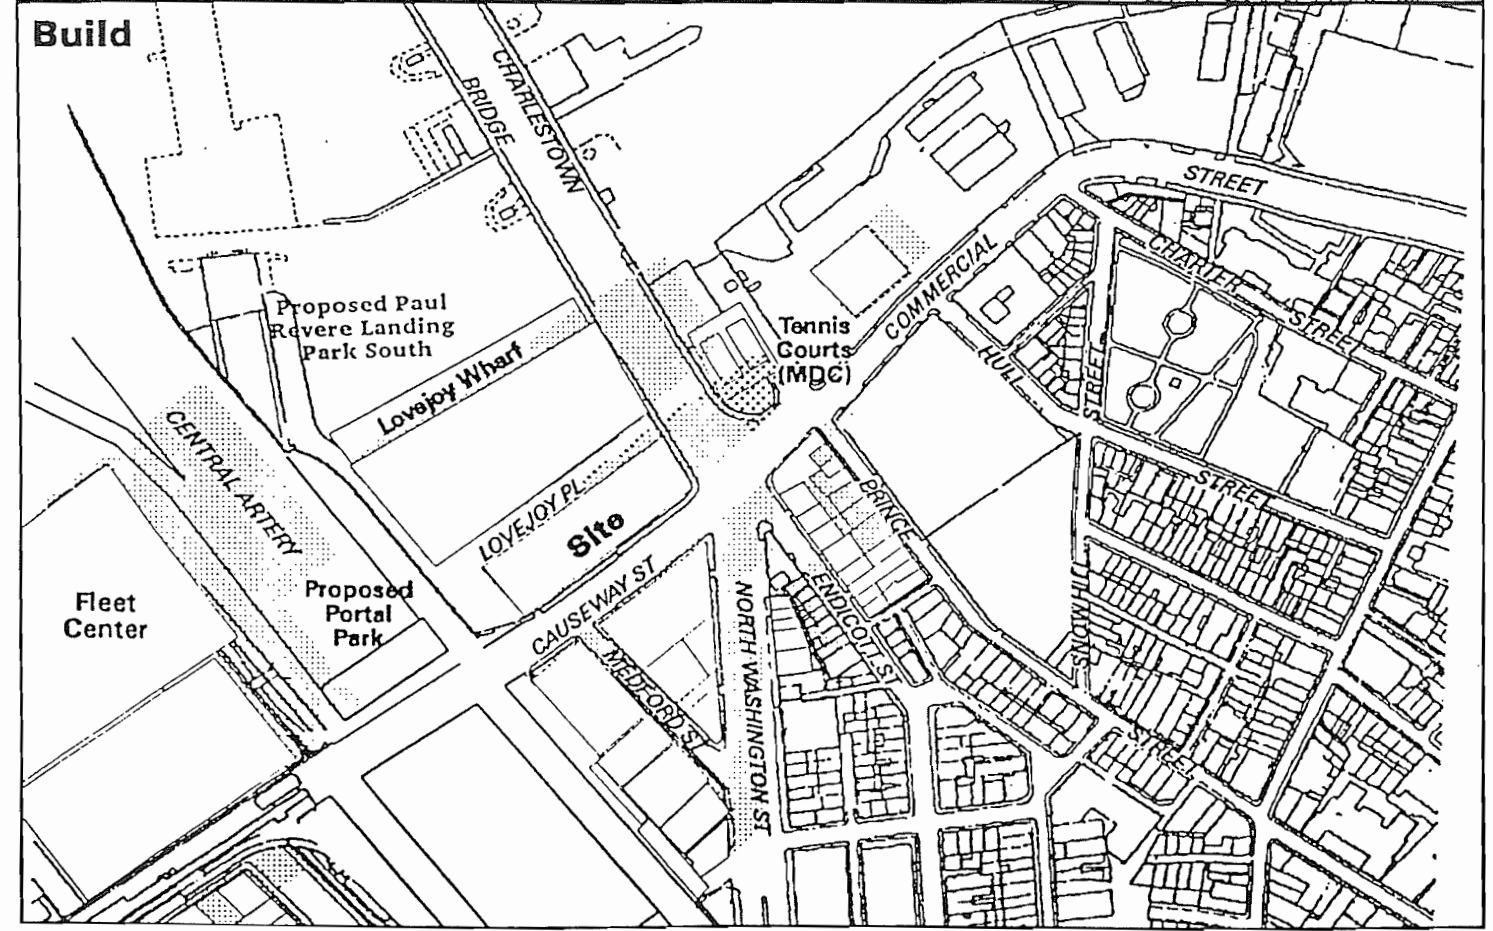 Build
CHARLESTOWN
BRIDGE
STREET
CHARTER
STREET
COMMERCIAL
Proposed Paul
Revere Landing
Park South
Tennis
Courts
(MDC)
Lovejoy Wharf
HULL
STREET
CENTRAL ARTERY
LOVEJOY PL.
Site
PRINCE
STREET
SNOWHILL
Fleet
Center
Proposed
Portal
Park
CAUSEWAY ST
ENDICOTT ST
NORTH WASHINGTON ST
MEDFORD ST
STREET